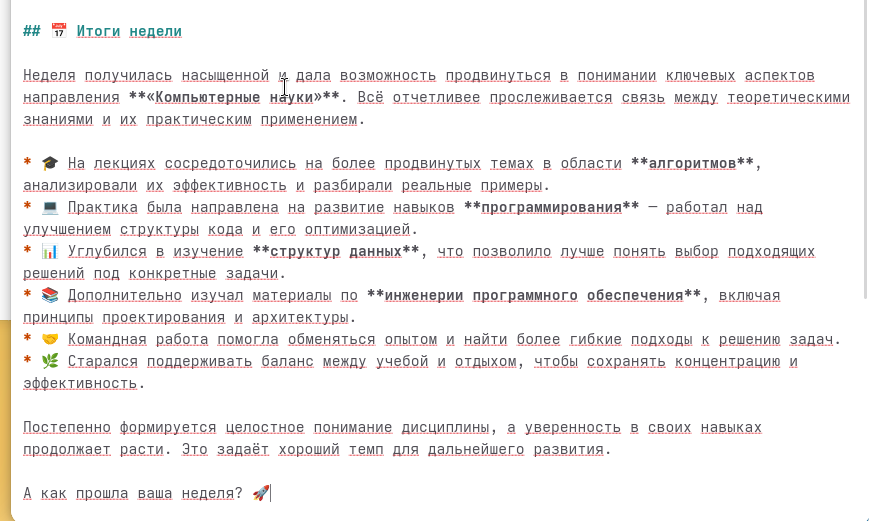 ## 📅 Итоги недели
Неделя получилась насыщенной и дала возможность продвинуться в понимании ключевых аспектов
направления **«Компьютерные науки»**. Всё отчетливее прослеживается связь между теоретическими
знаниями и их практическим применением.
* 🎓 На лекциях сосредоточились на более продвинутых темах в области **алгоритмов**,
анализировали их эффективность и разбирали реальные примеры.
* 💻 Практика была направлена на развитие навыков **программирования** — работал над
улучшением структуры кода и его оптимизацией.
* 📊 Углубился в изучение **структур данных**, что позволило лучше понять выбор подходящих
решений под конкретные задачи.
* 📚 Дополнительно изучал материалы по **инженерии программного обеспечения**, включая
принципы проектирования и архитектуры.
* 🤝 Командная работа помогла обменяться опытом и найти более гибкие подходы к решению задач.
* 🌿 Старался поддерживать баланс между учебой и отдыхом, чтобы сохранять концентрацию и
эффективность.
Постепенно формируется целостное понимание дисциплины, а уверенность в своих навыках
продолжает расти. Это задаёт хороший темп для дальнейшего развития.
А как прошла ваша неделя? 🚀